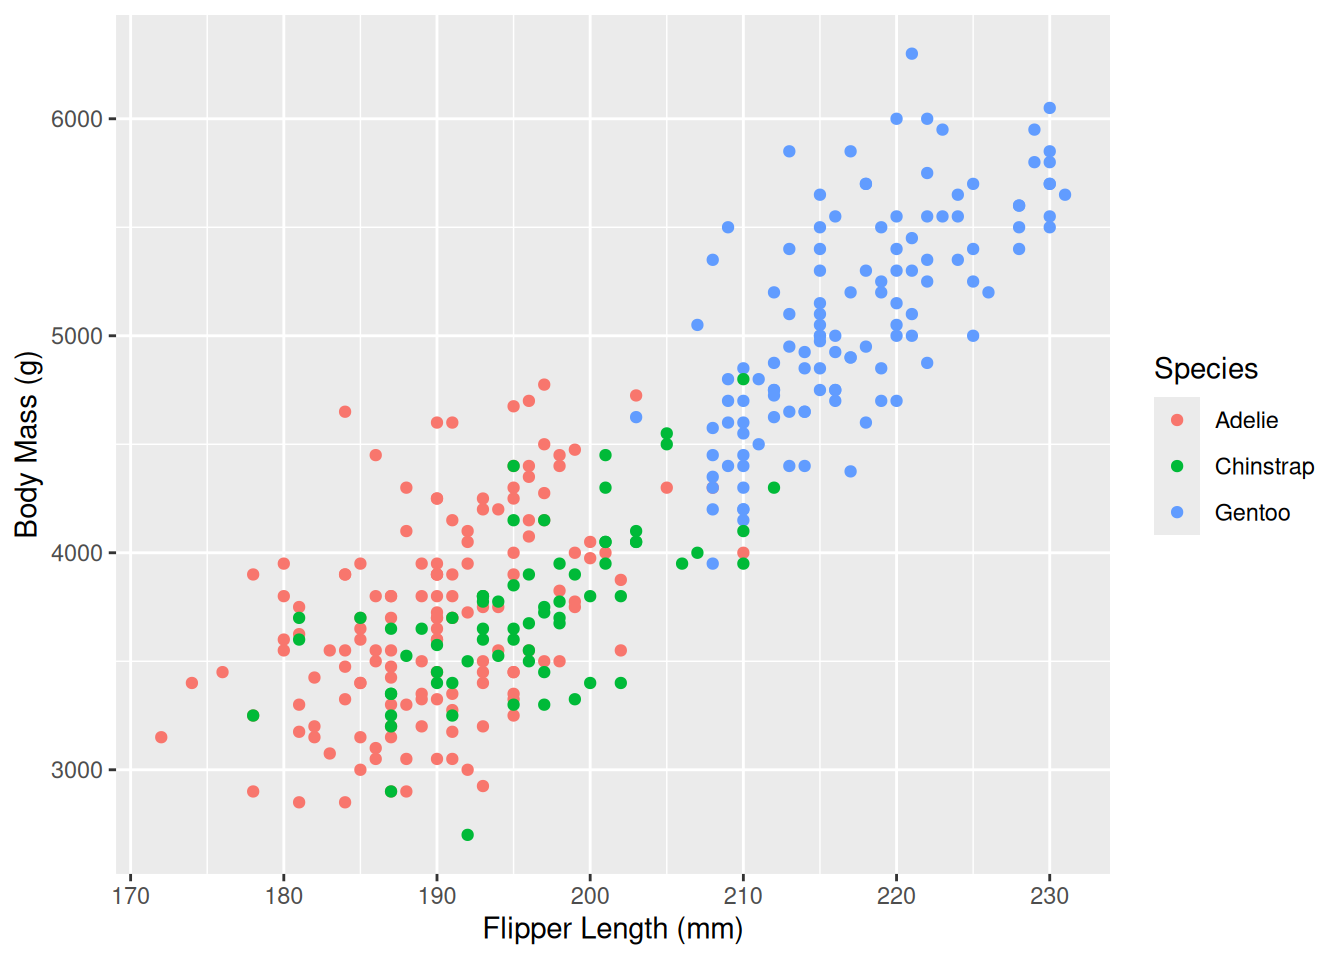 6000
5000
4000
3000
Body Mass (g)
170 180 190 200 210 220 230
Flipper Length (mm)
Species
Adelie
Chinstrap
Gentoo